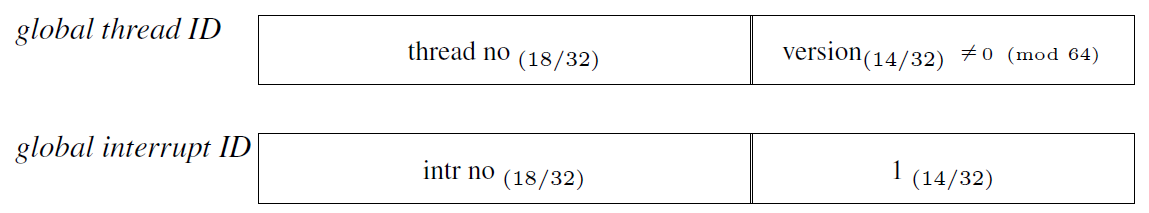 global thread ID
thread no (18/32)
version(14/32) ≠0 (mod 64)
global interrupt ID
intr no (18/32)
1 (14/32)